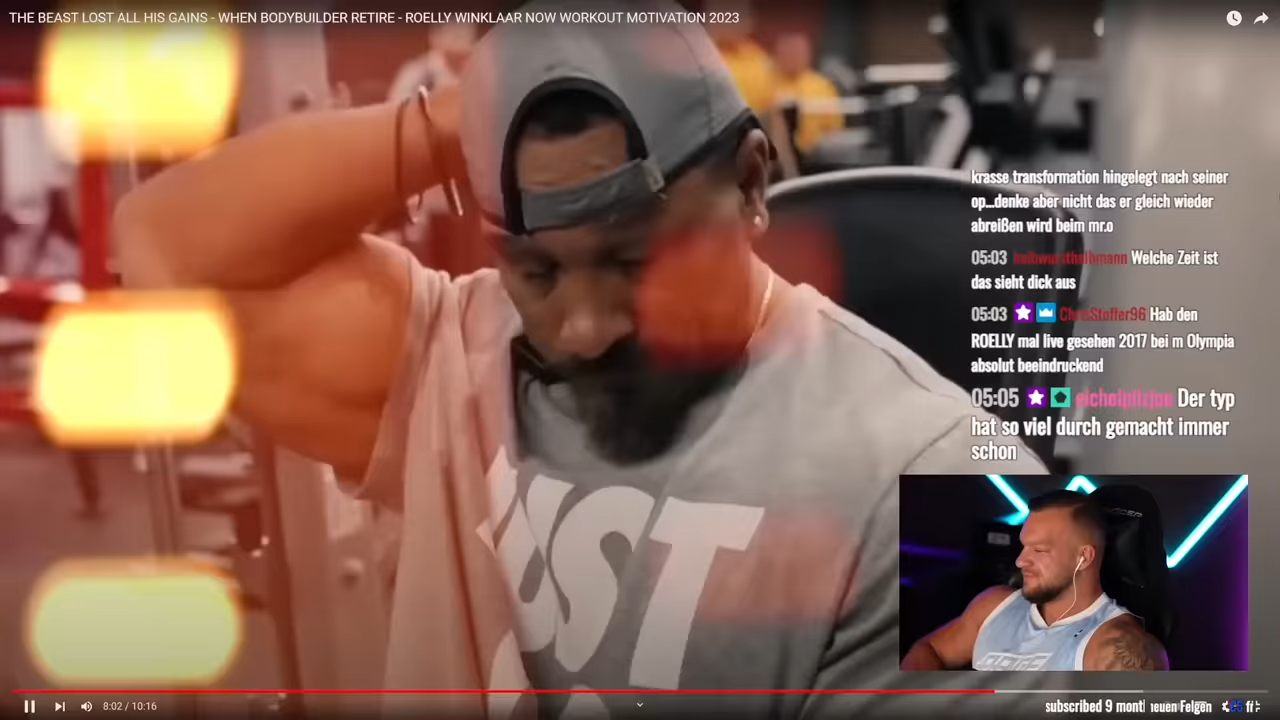 THE BEAST LOST ALL HIS GAINS - WHEN BODYBUILDER RETIRE - ROELLY WINKLAAR NOW WORKOUT MOTIVATION 2023
krasse transformation hingelegt nach seiner
op...denke aber nicht das er gleich wieder
abreißen wird beim mr.o
05:03 Welche Zeit ist
das sieht dick aus
05:03 ChrisStoffer96 Hab den
ROELLY mal live gesehen 2017 bei m Olympia
absolut beeindruckend
05:05 Der typ
hat so viel durch gemacht immer
schon
JUST
8:02 / 10:16
subscribed 9 mont
neuen Felgen